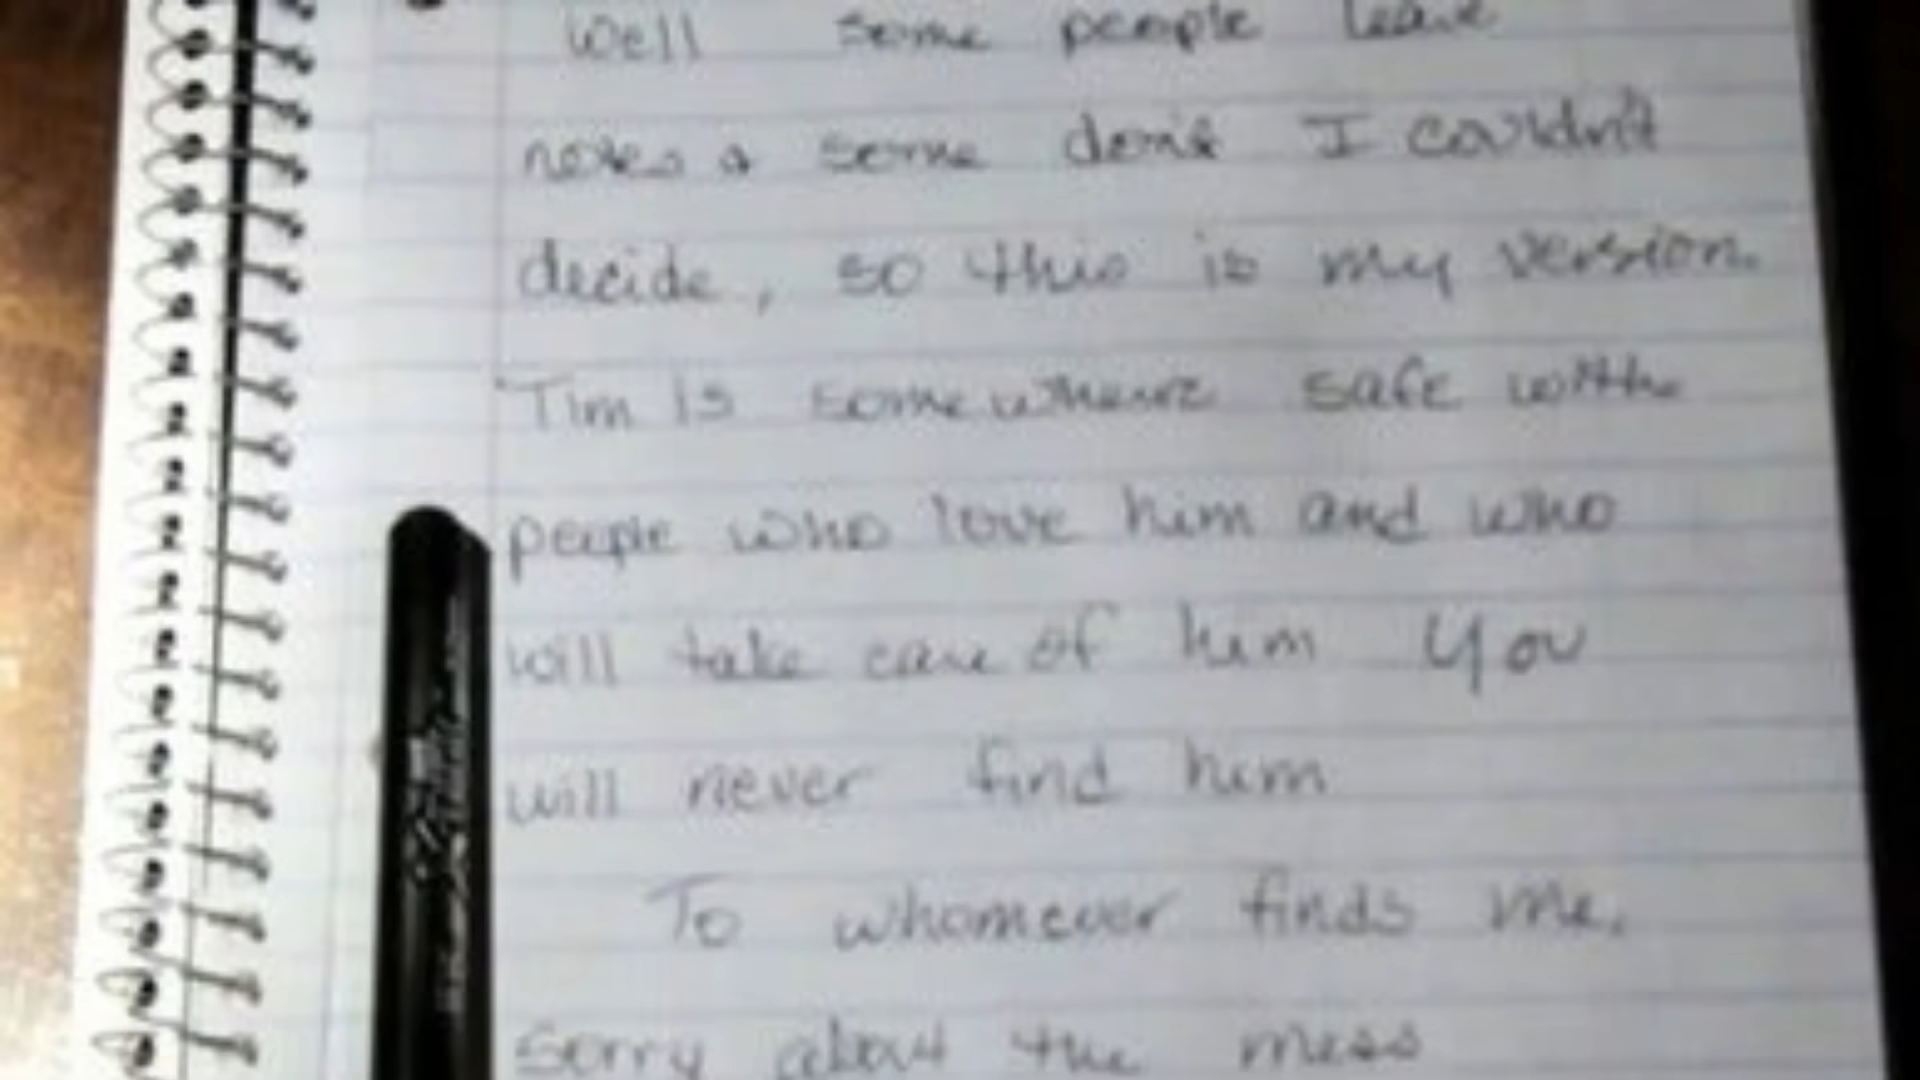 Well some people leave
notes & some don't I couldn't
decide, so this is my version.
Tim is somewhere safe with
people who love him and who
will take care of him You
will never find him
To whomever finds me,
Sorry about the mess